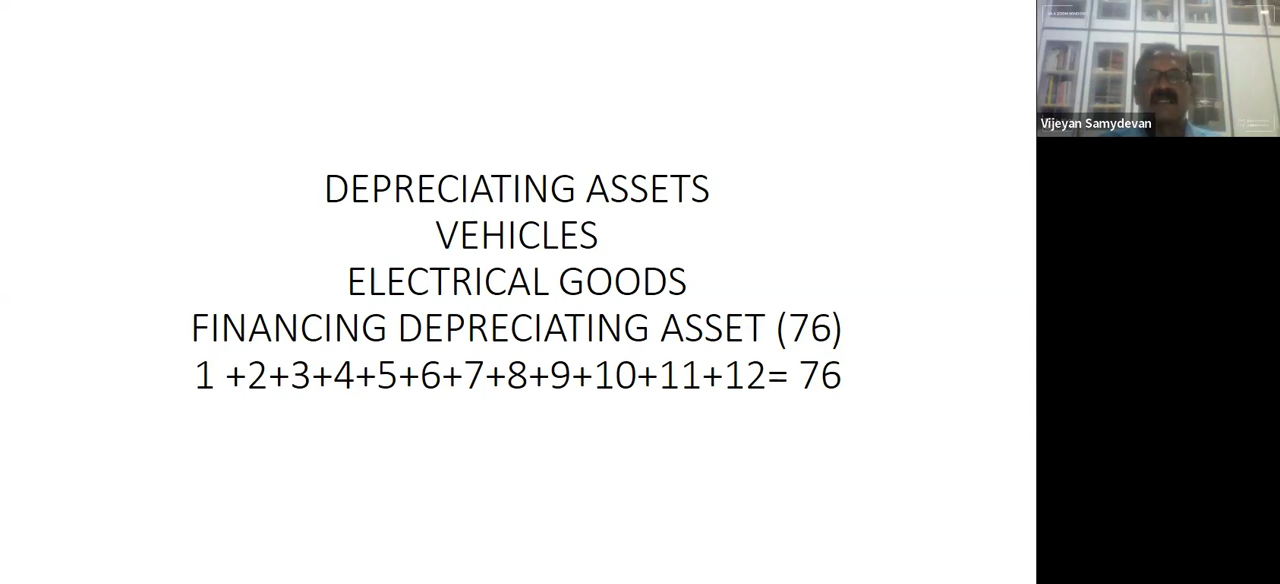 DEPRECIATING ASSETS
VEHICLES
ELECTRICAL GOODS
FINANCING DEPRECIATING ASSET (76)
1 +2+3+4+5+6+7+8+9+10+11+12= 76
Vijeyan Samydevan